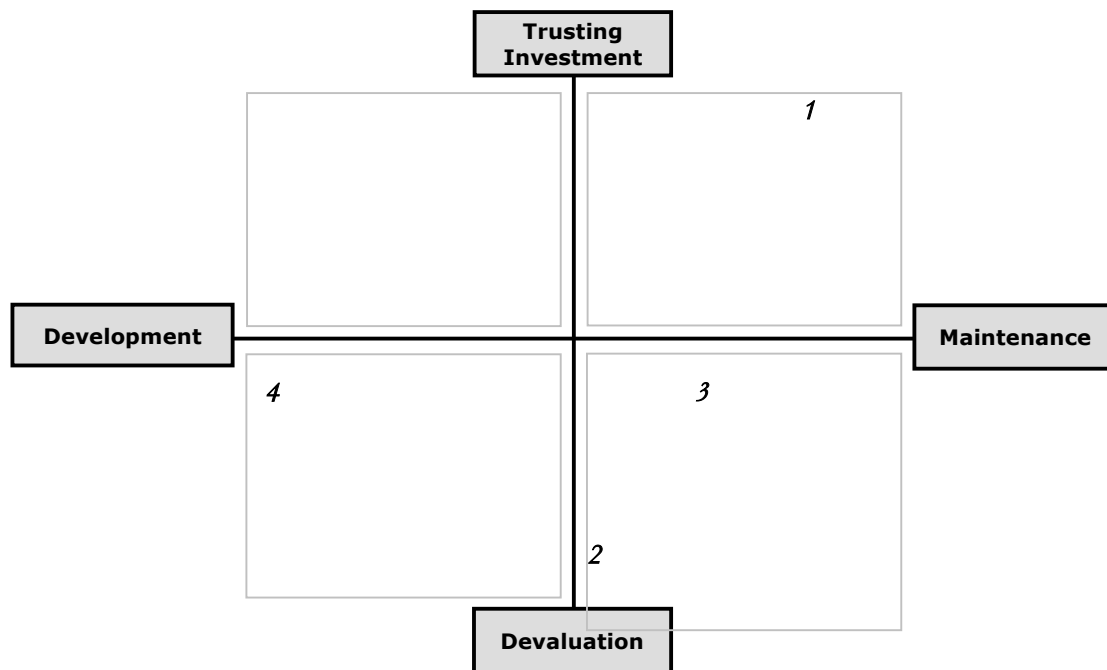 Trusting
Investment
1
Development
Maintenance
4
3
2
Devaluation